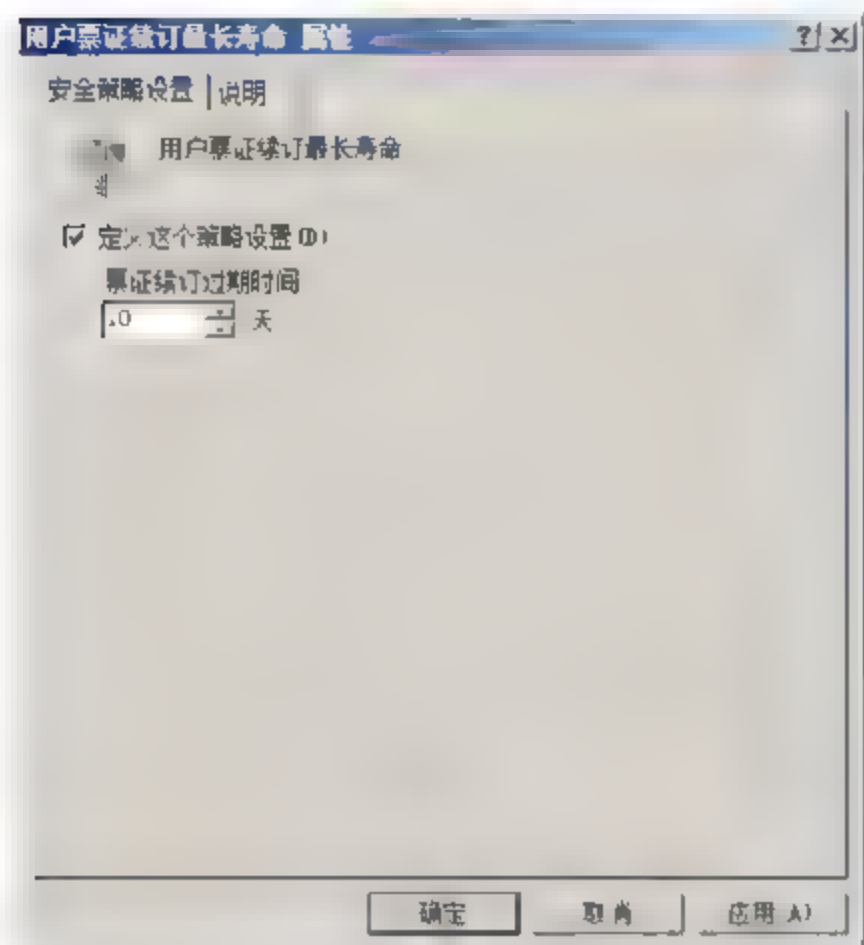 用户票证续订最长寿命 属性
安全策略设置 | 说明
用户票证续订最长寿命
定义这个策略设置(D)
票证续订过期时间
天
确定 取消 应用(A)